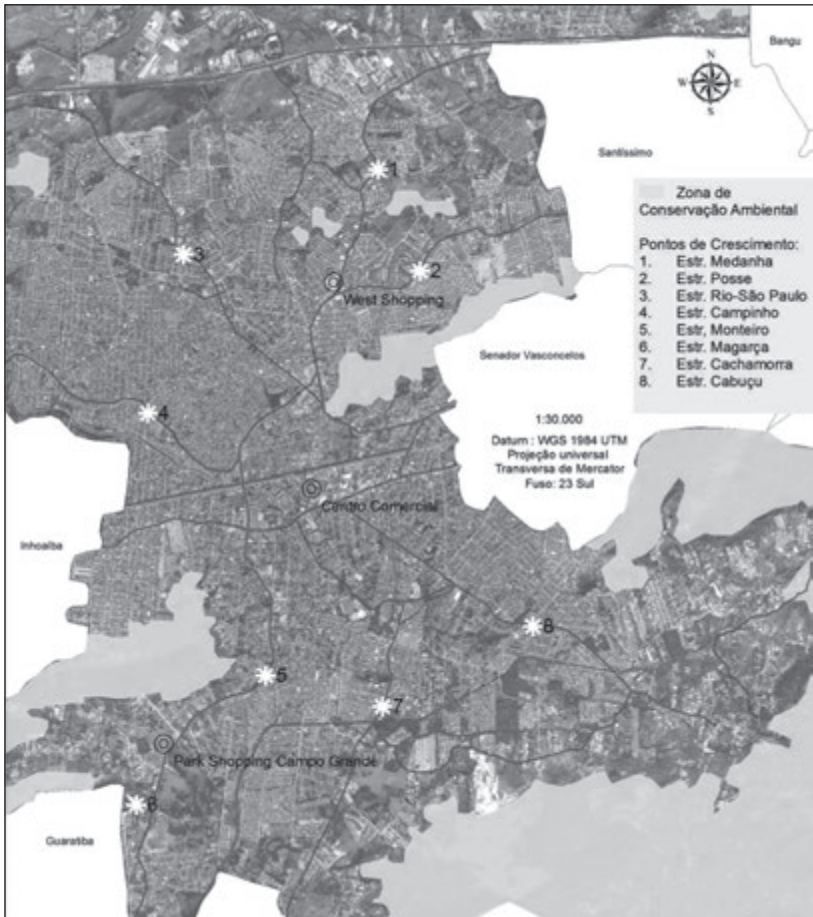 Bangu
N
W E
S
Santíssimo
Zona de
Conservação Ambiental
Pontos de Crescimento:
1. Estr. Medanha
2. Estr. Posse
3. Estr. Rio-São Paulo
4. Estr. Campinho
5. Estr, Monteiro
6. Estr. Magarça
7. Estr. Cachamorra
8. Estr. Cabuçu
1
3
2
West Shopping
Senador Vasconcelos
4
1:30.000
Datum : WGS 1984 UTM
Projeção universal
Transversa de Mercator
Fuso: 23 Sul
Centro Comercial
Inhoaíba
8
5
7
Park Shopping Campo Grande
6
Guaratiba